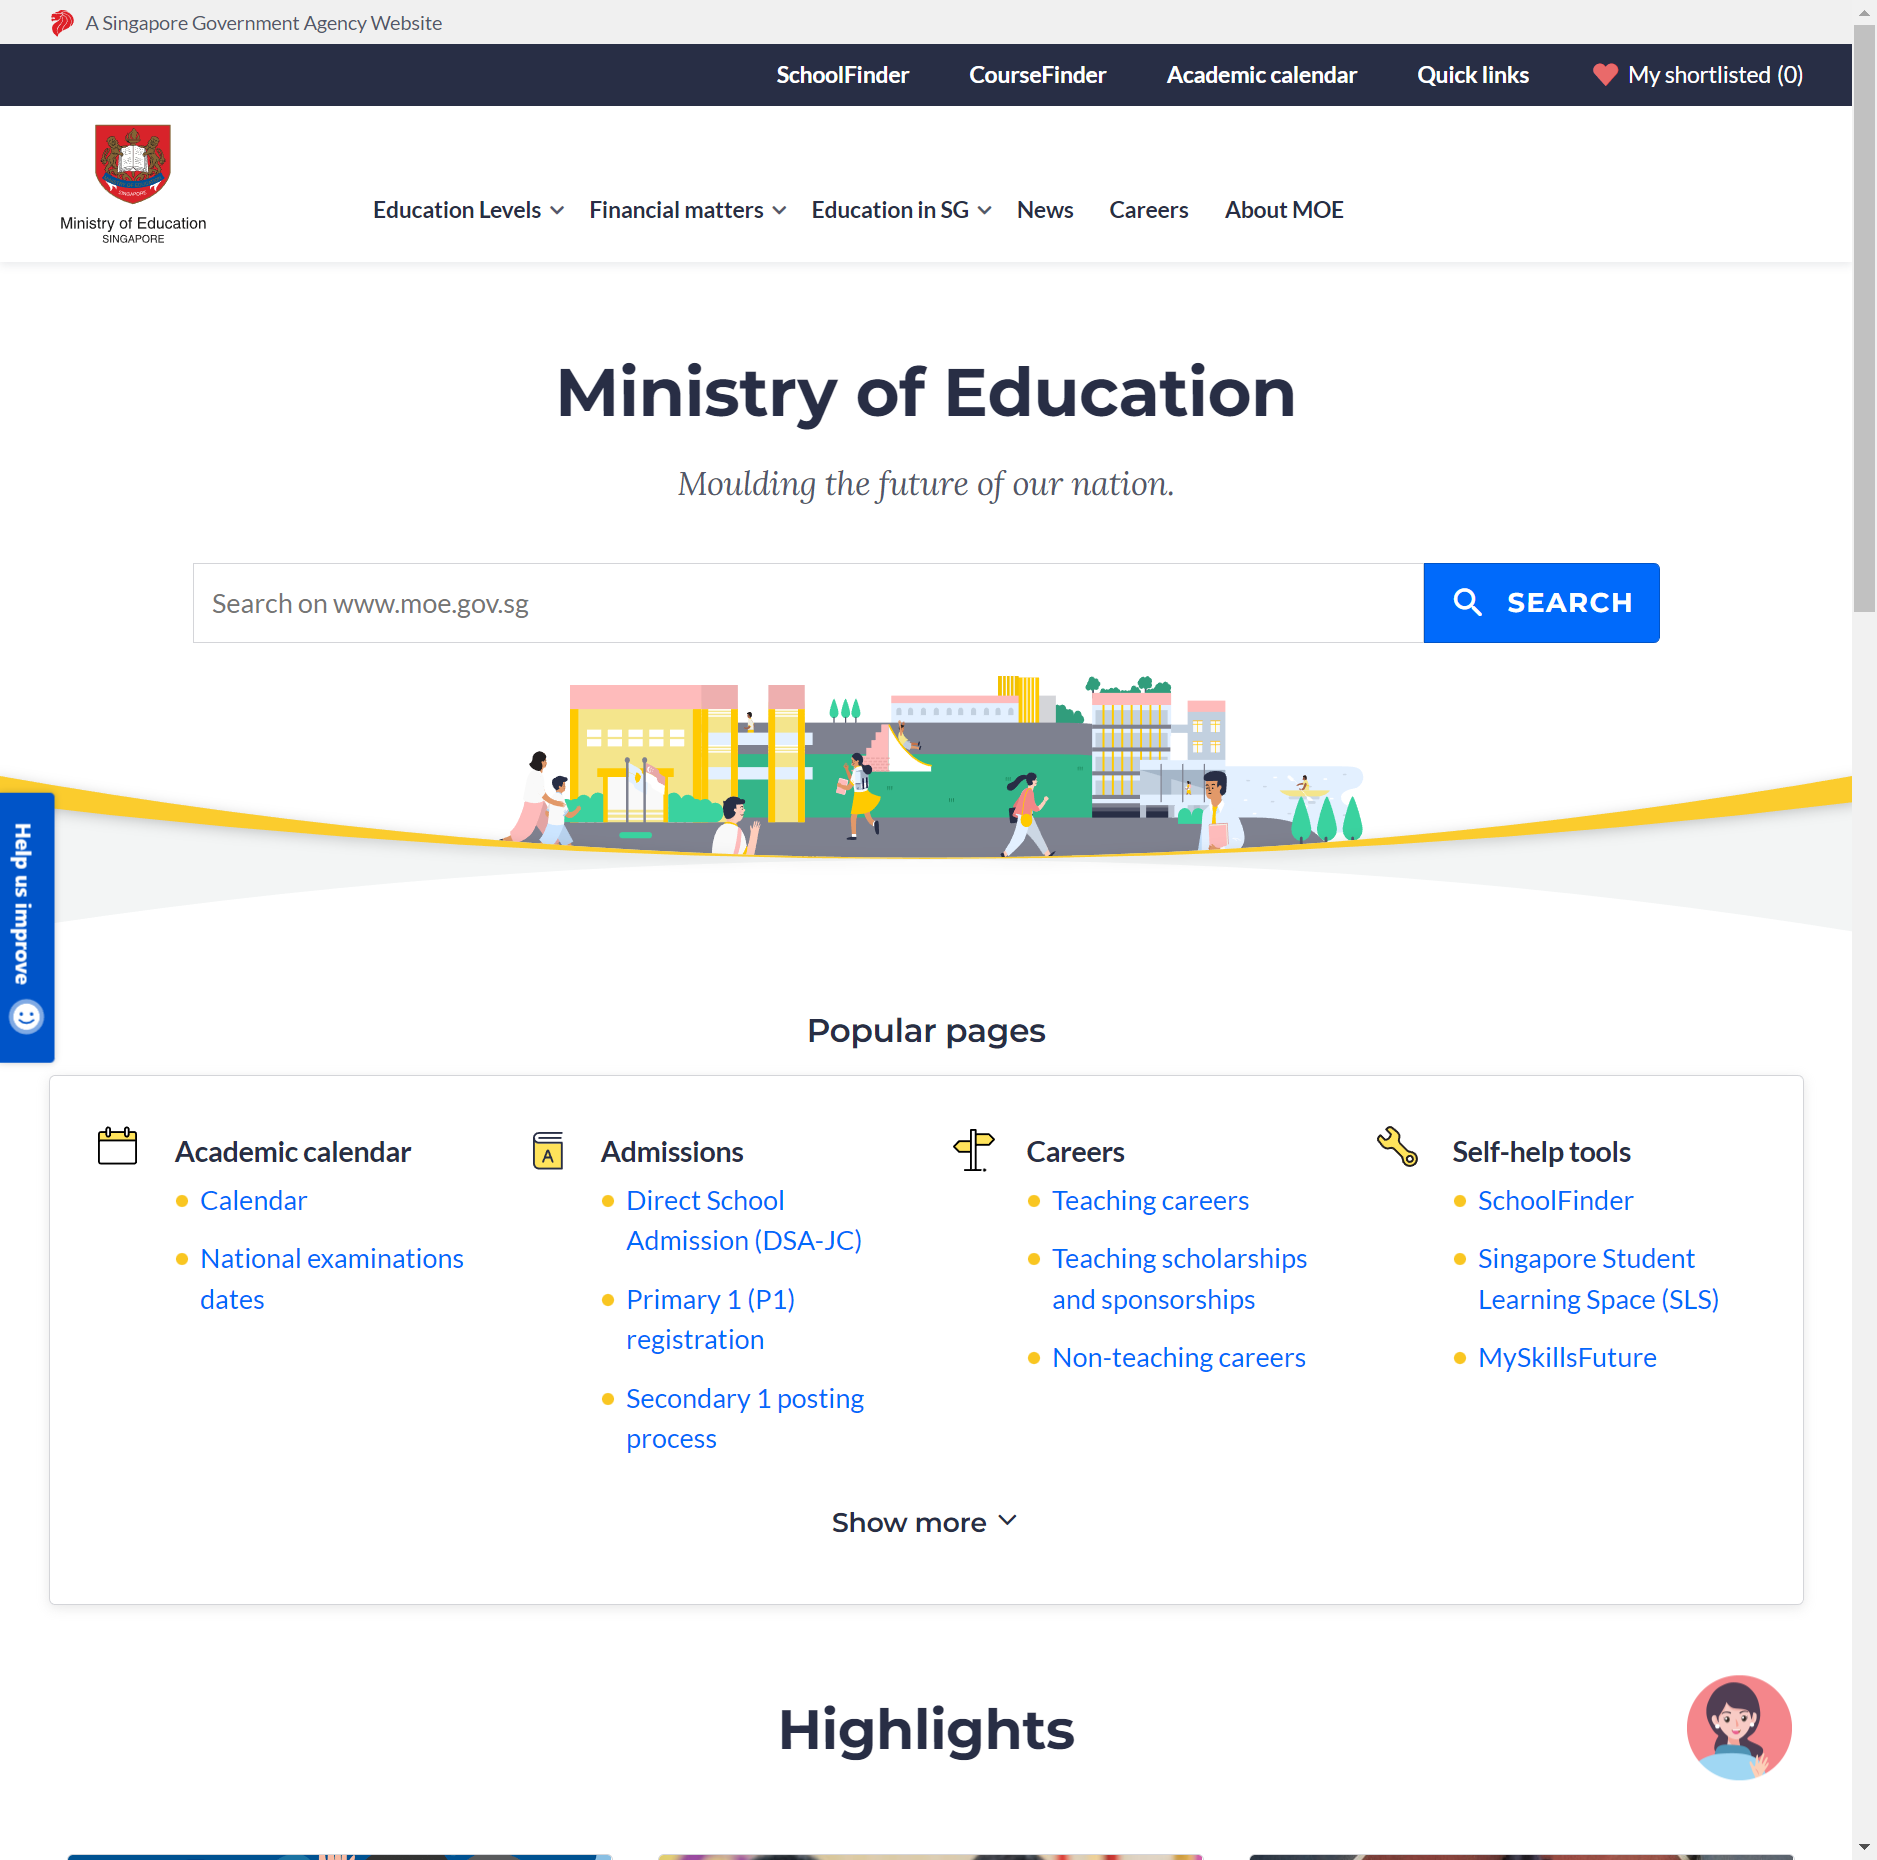 A Singapore Government Agency Website
SchoolFinder
CourseFinder
Academic calendar
Quick links
My shortlisted (0)
SINGAPORE
Ministry of Education
SINGAPORE
Education Levels
Financial matters
Education in SG
News
Careers
About MOE
Ministry of Education
Moulding the future of our nation.
Search on www.moe.gov.sg
SEARCH
Help us improve
Popular pages
Academic calendar
Calendar
National examinations
dates
A
Admissions
Direct School
Admission (DSA-JC)
Primary 1 (P1)
registration
Secondary 1 posting
process
Careers
Teaching careers
Teaching scholarships
and sponsorships
Non-teaching careers
Self-help tools
SchoolFinder
Singapore Student
Learning Space (SLS)
MySkillsFuture
Show more
Highlights